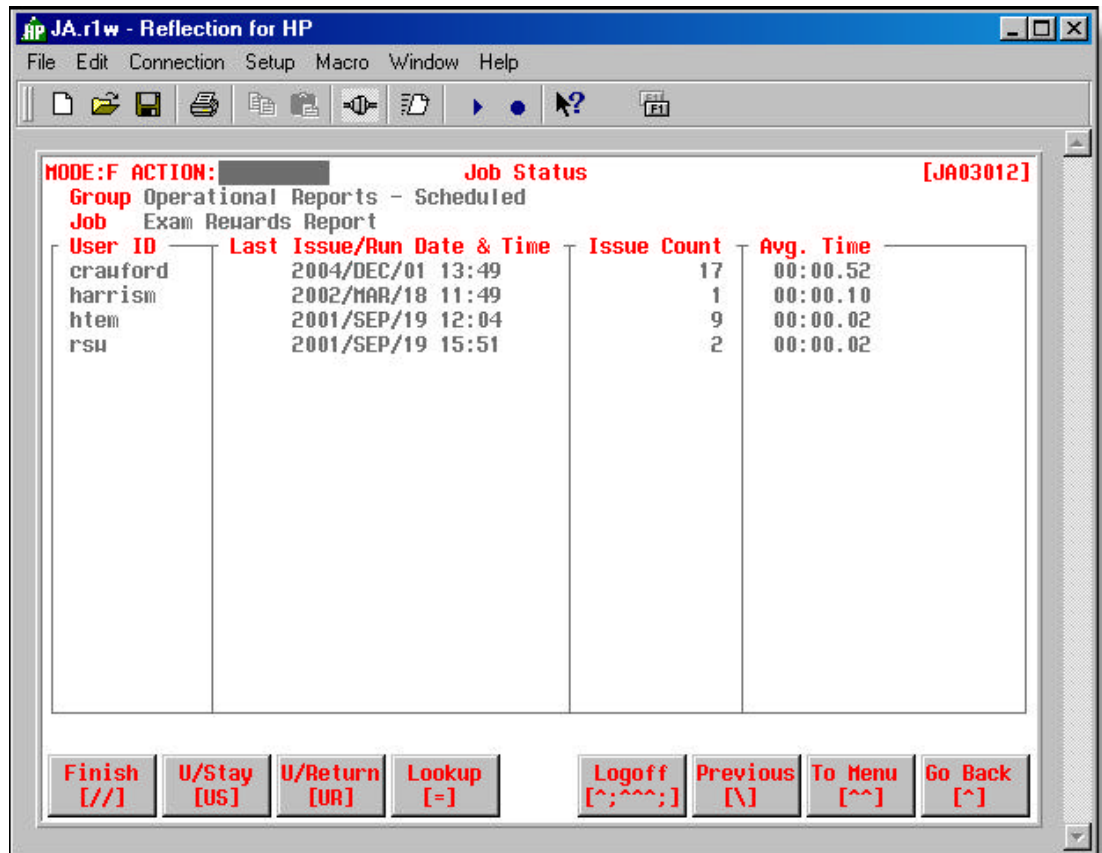 JA.r1w - Reflection for HP
File Edit Connection Setup Macro Window Help
MODE:F ACTION: Job Status [JA03012]
Group Operational Reports - Scheduled
Job Exam Rewards Report
User ID Last Issue/Run Date & Time Issue Count Avg. Time
crawford 2004/DEC/01 13:49 17 00:00.52
harrism 2002/MAR/18 11:49 1 00:00.10
htem 2001/SEP/19 12:04 9 00:00.02
rsw 2001/SEP/19 15:51 2 00:00.02
Finish U/Stay U/Return Lookup Logoff Previous To Menu Go Back
[//] [US] [UR] [=] [^;^^^;] [\] [^^] [^]